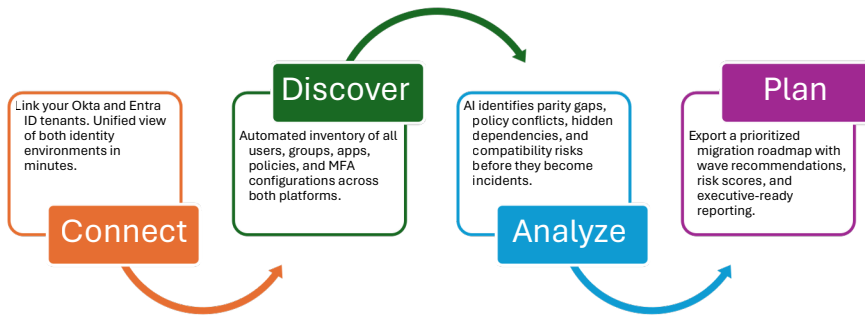 Link your Okta and Entra
ID tenants. Unified view
of both identity
environments in
minutes.
Connect
Discover
Automated inventory of all
users, groups, apps,
policies, and MFA
configurations across
both platforms.
AI identifies parity gaps,
policy conflicts, hidden
dependencies, and
compatibility risks
before they become
incidents.
Analyze
Plan
Export a prioritized
migration roadmap with
wave recommendations,
risk scores, and
executive-ready
reporting.